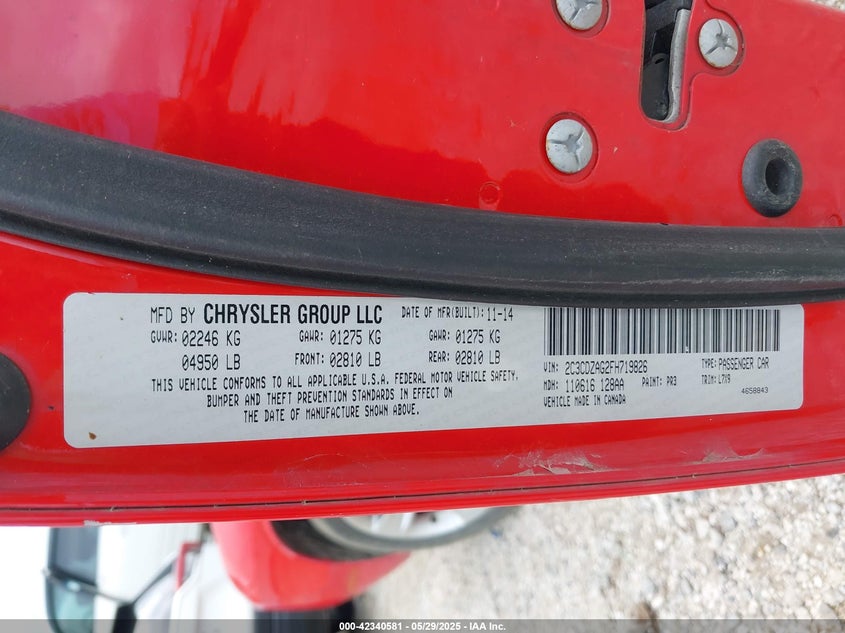 MFD BY CHRYSLER GROUP LLC DATE OF MFR(BUILT): 11-14
GVWR: 02246 KG GAWR: 01275 KG GAWR: 01275 KG
04950 LB FRONT: 02810 LB REAR: 02810 LB
THIS VEHICLE CONFORMS TO ALL APPLICABLE U.S.A. FEDERAL MOTOR VEHICLE SAFETY,
BUMPER AND THEFT PREVENTION STANDARDS IN EFFECT ON
THE DATE OF MANUFACTURE SHOWN ABOVE.
VIN: 2C3CDZAG2FH719826 TYPE: PASSENGER CAR
MDH: 110616 128AA PAINT: PR3 TRIM: L7X9
VEHICLE MADE IN CANADA 4658843
000-42340581 - 05/29/2025 - IAA Inc.